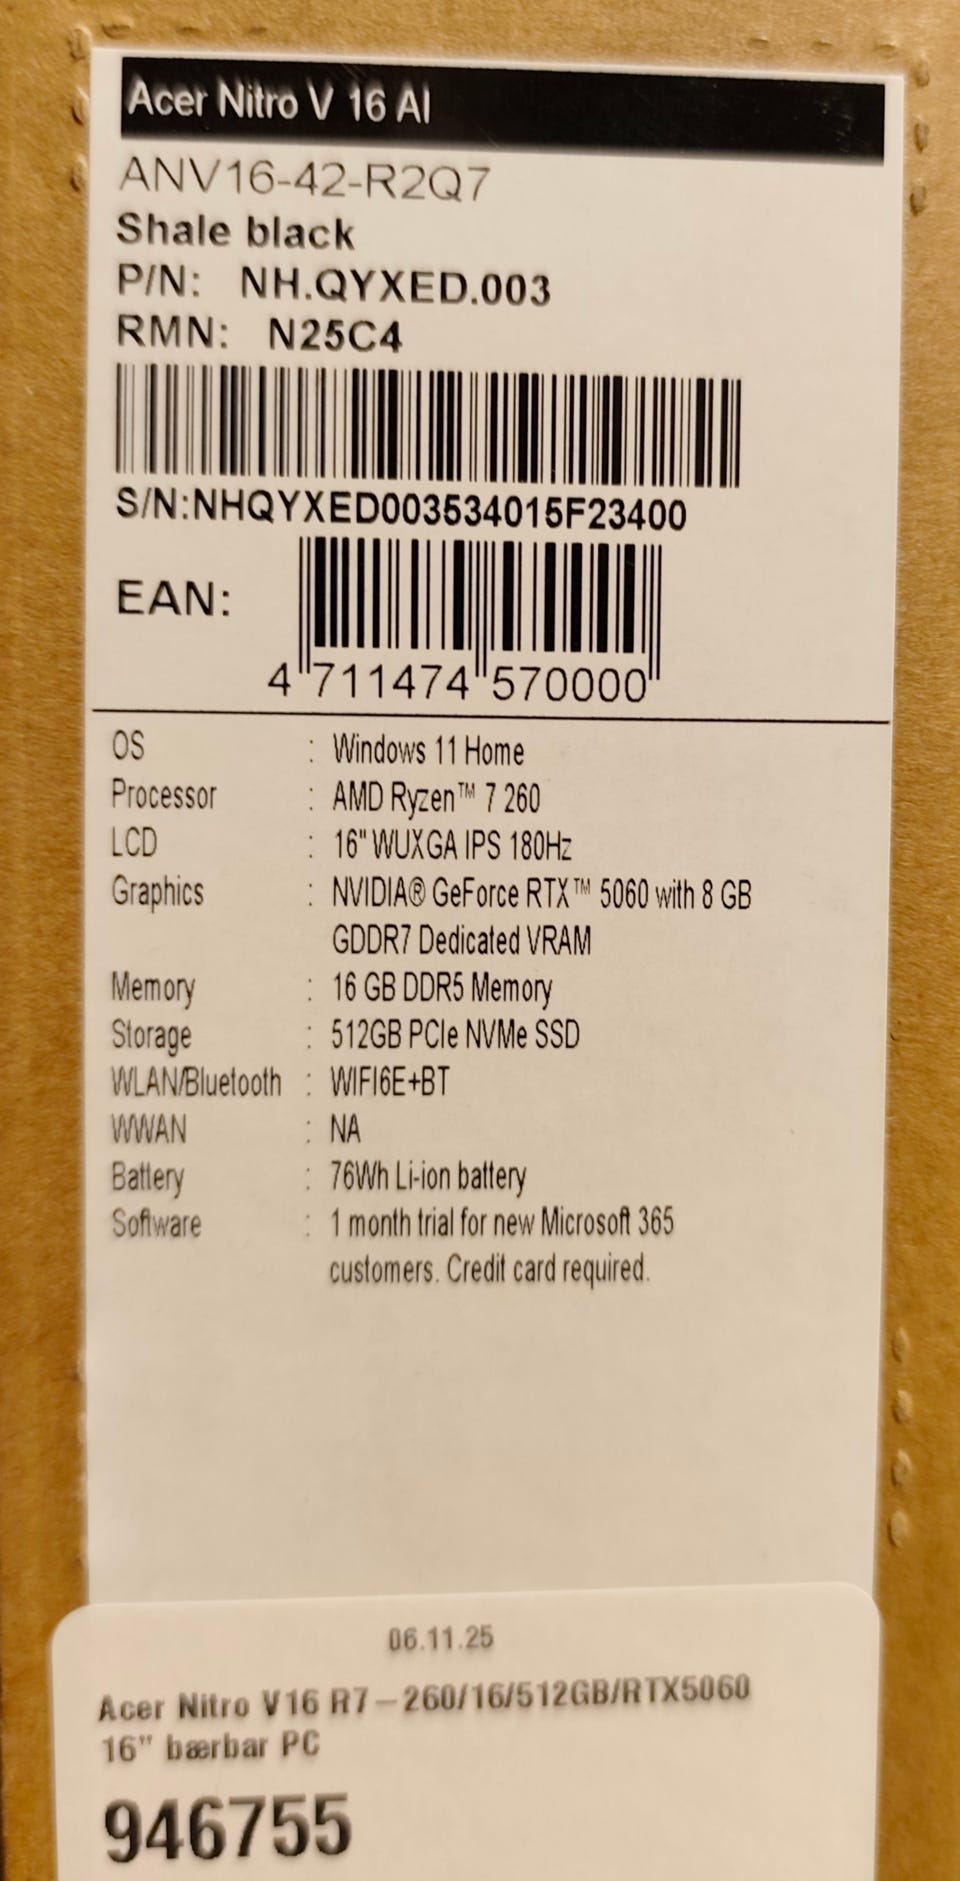 Acer Nitro V 16 AI
ANV16-42-R2Q7
Shale black
P/N: NH.QYXED.003
RMN: N25C4
S/N:NHQYXED003534015F23400
EAN:
4 711474 570000
OS : Windows 11 Home
Processor : AMD Ryzen™ 7 260
LCD : 16" WUXGA IPS 180Hz
Graphics : NVIDIA® GeForce RTX™ 5060 with 8 GB
GDDR7 Dedicated VRAM
Memory : 16 GB DDR5 Memory
Storage : 512GB PCIe NVMe SSD
WLAN/Bluetooth : WIFI6E+BT
WWAN : NA
Battery : 76Wh Li-ion battery
Software : 1 month trial for new Microsoft 365
customers. Credit card required.
06.11.25
Acer Nitro V16 R7-260/16/512GB/RTX5060
16" bærbar PC
946755